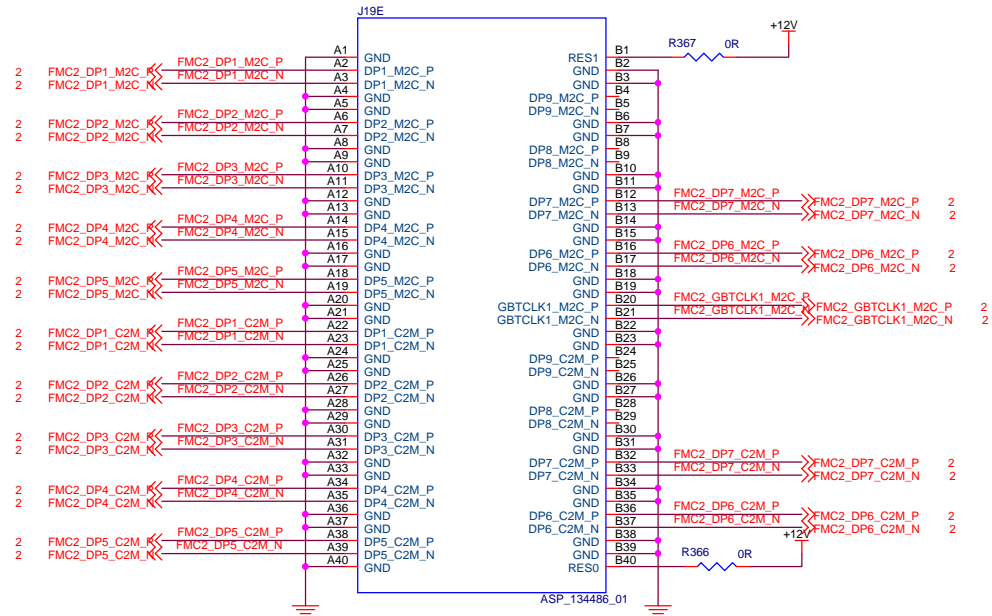 J19E
+12V
R367 0R
A1 GND RES1 B1
2 FMC2_DP1_M2C_P FMC2_DP1_M2C_P A2 DP1_M2C_P GND B2
2 FMC2_DP1_M2C_N FMC2_DP1_M2C_N A3 DP1_M2C_N GND B3
A4 GND DP9_M2C_P B4
A5 GND DP9_M2C_N B5
2 FMC2_DP2_M2C_P FMC2_DP2_M2C_P A6 DP2_M2C_P GND B6
2 FMC2_DP2_M2C_N FMC2_DP2_M2C_N A7 DP2_M2C_N GND B7
A8 GND DP8_M2C_P B8
A9 GND DP8_M2C_N B9
2 FMC2_DP3_M2C_P FMC2_DP3_M2C_P A10 DP3_M2C_P GND B10
2 FMC2_DP3_M2C_N FMC2_DP3_M2C_N A11 DP3_M2C_N GND B11
A12 GND DP7_M2C_P B12 FMC2_DP7_M2C_P FMC2_DP7_M2C_P 2
A13 GND DP7_M2C_N B13 FMC2_DP7_M2C_N FMC2_DP7_M2C_N 2
2 FMC2_DP4_M2C_P FMC2_DP4_M2C_P A14 DP4_M2C_P GND B14
2 FMC2_DP4_M2C_N FMC2_DP4_M2C_N A15 DP4_M2C_N GND B15
A16 GND DP6_M2C_P B16 FMC2_DP6_M2C_P FMC2_DP6_M2C_P 2
A17 GND DP6_M2C_N B17 FMC2_DP6_M2C_N FMC2_DP6_M2C_N 2
2 FMC2_DP5_M2C_P FMC2_DP5_M2C_P A18 DP5_M2C_P GND B18
2 FMC2_DP5_M2C_N FMC2_DP5_M2C_N A19 DP5_M2C_N GND B19
A20 GND GBTCLK1_M2C_P B20 FMC2_GBTCLK1_M2C_P FMC2_GBTCLK1_M2C_P 2
A21 GND GBTCLK1_M2C_N B21 FMC2_GBTCLK1_M2C_N FMC2_GBTCLK1_M2C_N 2
2 FMC2_DP1_C2M_P FMC2_DP1_C2M_P A22 DP1_C2M_P GND B22
2 FMC2_DP1_C2M_N FMC2_DP1_C2M_N A23 DP1_C2M_N GND B23
A24 GND DP9_C2M_P B24
A25 GND DP9_C2M_N B25
2 FMC2_DP2_C2M_P FMC2_DP2_C2M_P A26 DP2_C2M_P GND B26
2 FMC2_DP2_C2M_N FMC2_DP2_C2M_N A27 DP2_C2M_N GND B27
A28 GND DP8_C2M_P B28
A29 GND DP8_C2M_N B29
2 FMC2_DP3_C2M_P FMC2_DP3_C2M_P A30 DP3_C2M_P GND B30
2 FMC2_DP3_C2M_N FMC2_DP3_C2M_N A31 DP3_C2M_N GND B31
A32 GND DP7_C2M_P B32 FMC2_DP7_C2M_P FMC2_DP7_C2M_P 2
A33 GND DP7_C2M_N B33 FMC2_DP7_C2M_N FMC2_DP7_C2M_N 2
2 FMC2_DP4_C2M_P FMC2_DP4_C2M_P A34 DP4_C2M_P GND B34
2 FMC2_DP4_C2M_N FMC2_DP4_C2M_N A35 DP4_C2M_N GND B35
A36 GND DP6_C2M_P B36 FMC2_DP6_C2M_P FMC2_DP6_C2M_P 2
A37 GND DP6_C2M_N B37 FMC2_DP6_C2M_N FMC2_DP6_C2M_N 2
2 FMC2_DP5_C2M_P FMC2_DP5_C2M_P A38 DP5_C2M_P GND B38 +12V
2 FMC2_DP5_C2M_N FMC2_DP5_C2M_N A39 DP5_C2M_N GND B39
R366 0R
A40 GND RES0 B40
ASP_134486_01